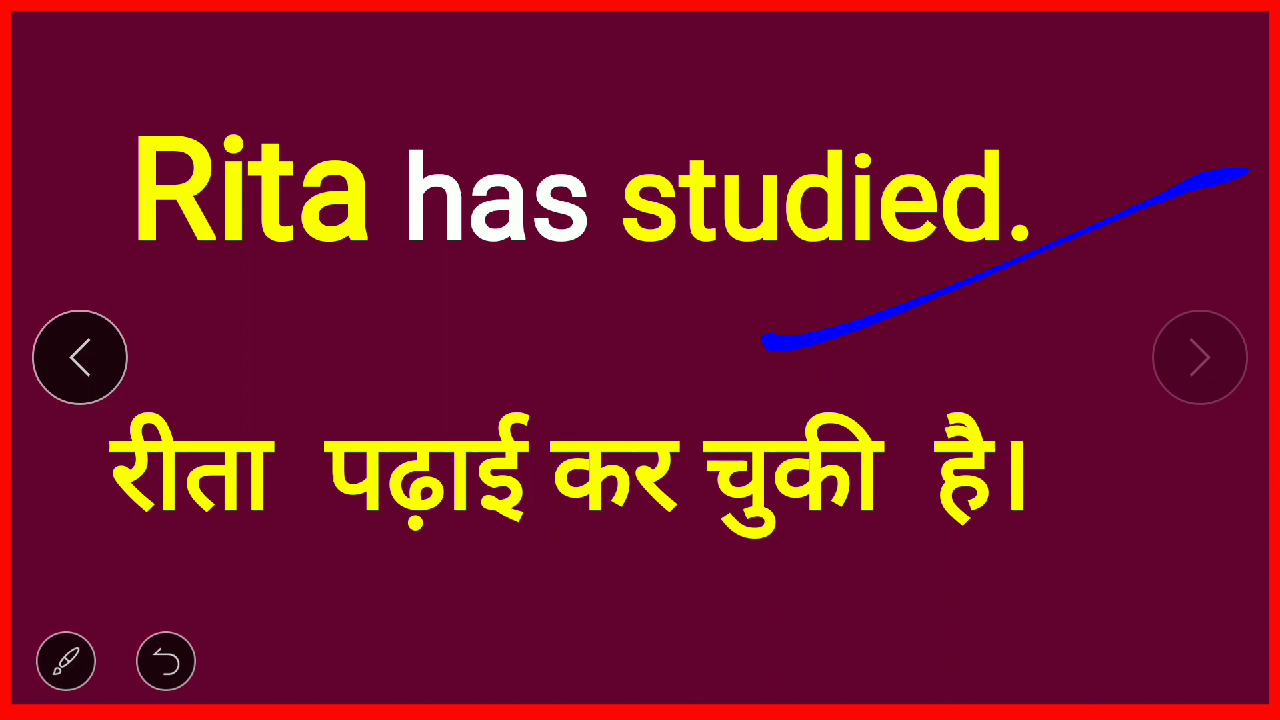 Rita has studied.
रीता पढ़ाई कर चुकी है।